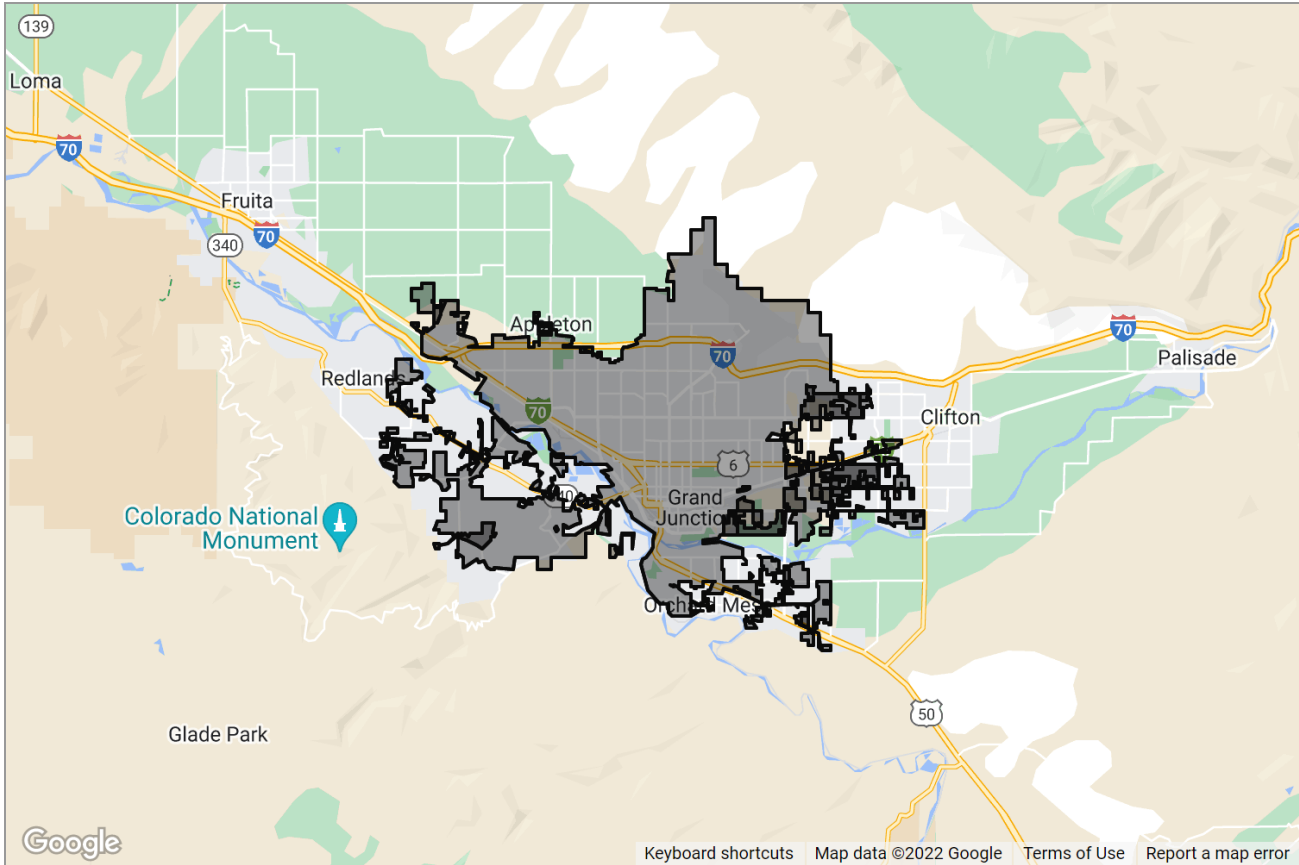 139
Loma
70
Fruita
340
70
Appleton
70
70
Palisade
Redlands
70
Clifton
6
40
Grand
Junction
Colorado National
Monument
Orchard Mesa
50
Glade Park
Google
Keyboard shortcuts
Map data ©2022 Google
Terms of Use
Report a map error